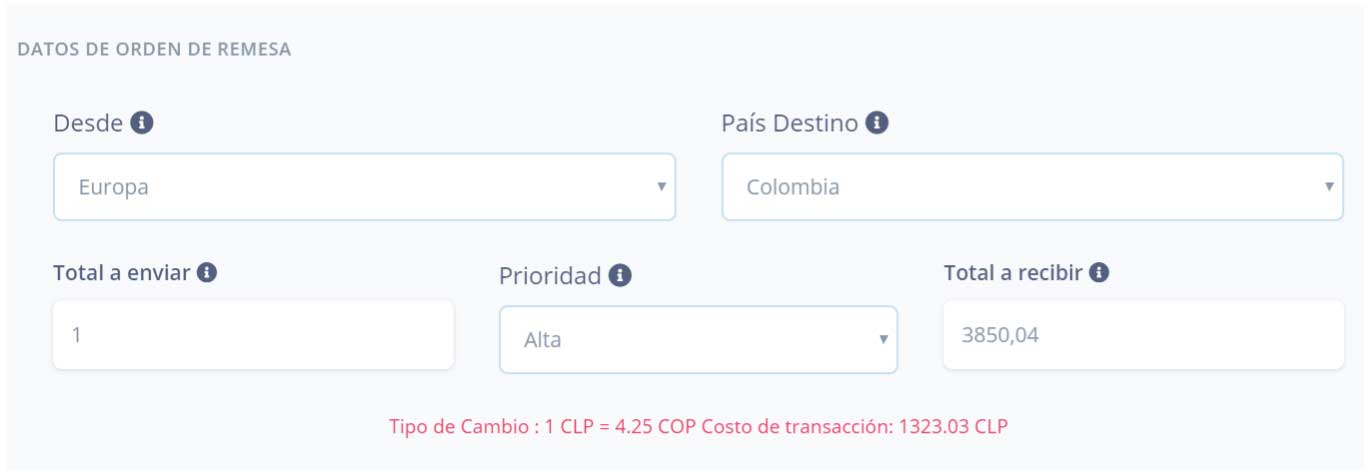 DATOS DE ORDEN DE REMESA
Desde
País Destino
Europa
Colombia
Total a enviar
Prioridad
Total a recibir
1
Alta
3850,04
Tipo de Cambio : 1 CLP = 4.25 COP Costo de transacción: 1323.03 CLP